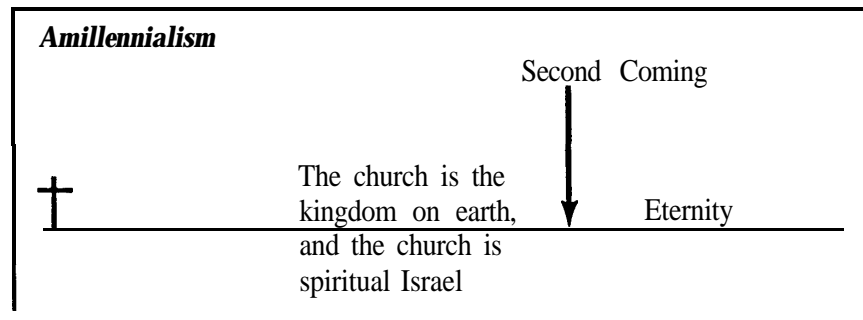 Amillennialism
Second Coming
The church is the
kingdom on earth,
and the church is
spiritual Israel
Eternity